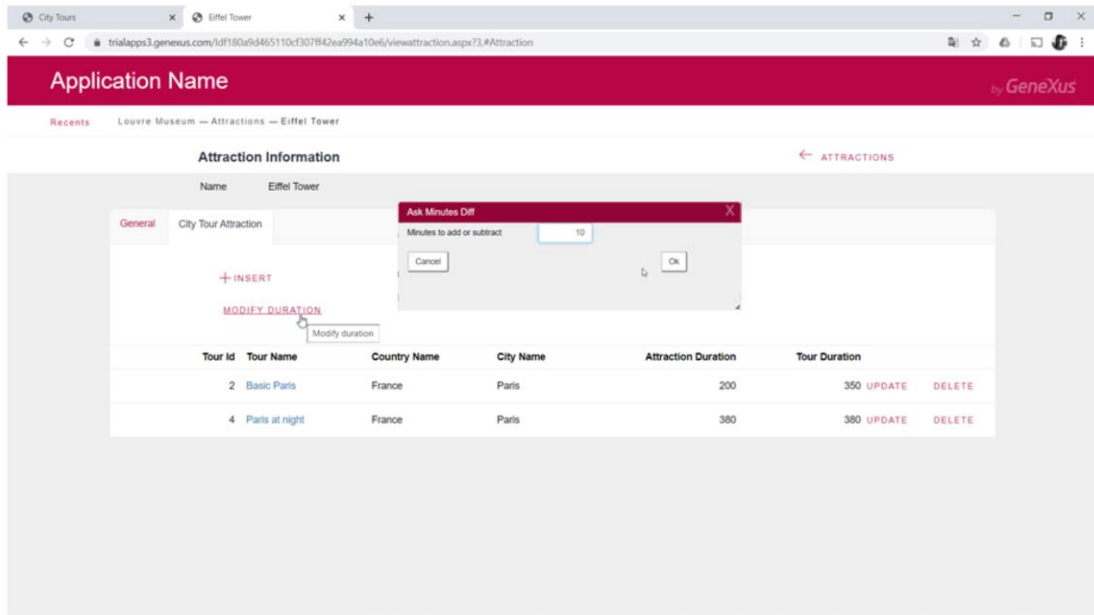 City Tours
Eiffel Tower
trialapps3.genexus.com/Idf180a9d465110cf307ff42ea994a10e6/viewattraction.aspx?3,#Attraction
Application Name
by GeneXus
Recents
Louvre Museum — Attractions — Eiffel Tower
Attraction Information
← ATTRACTIONS
Name Eiffel Tower
General
City Tour Attraction
Ask Minutes Diff X
Minutes to add or subtract 10
Cancel Ok
+ INSERT
MODIFY DURATION
Modify duration
Tour Id Tour Name Country Name City Name Attraction Duration Tour Duration
2 Basic Paris France Paris 200 350 UPDATE DELETE
4 Paris at night France Paris 380 380 UPDATE DELETE